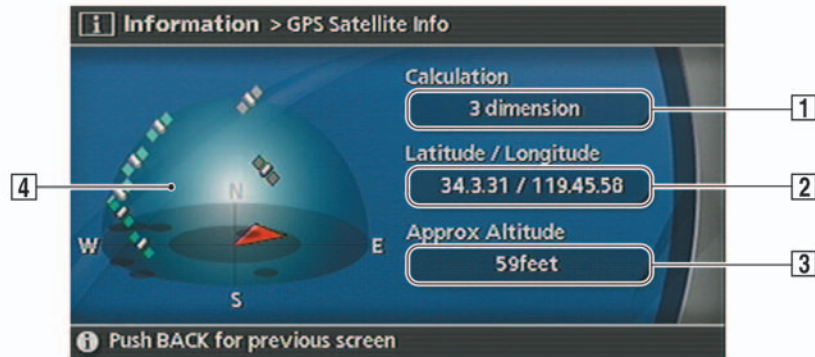 i Information > GPS Satellite Info
Calculation
3 dimension
1
Latitude / Longitude
34.3.31 / 119.45.58
2
4
N
Approx Altitude
W
E
59feet
3
S
i Push BACK for previous screen